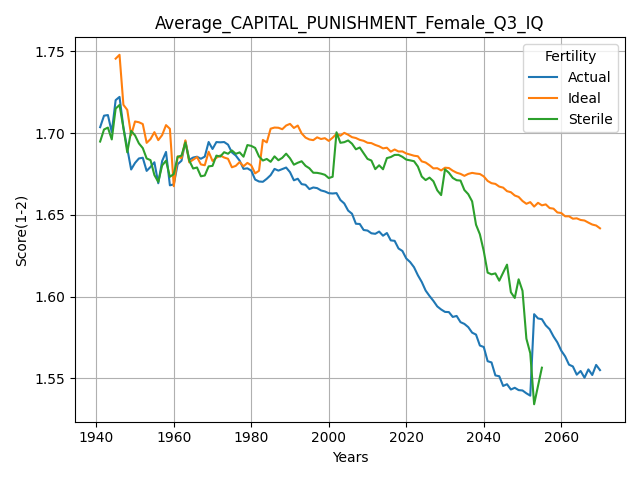 Average_CAPITAL_PUNISHMENT_Female_Q3_IQ
Fertility
Actual
Ideal
Sterile
Score(1-2)
1.75
1.70
1.65
1.60
1.55
1940
1960
1980
2000
2020
2040
2060
Years